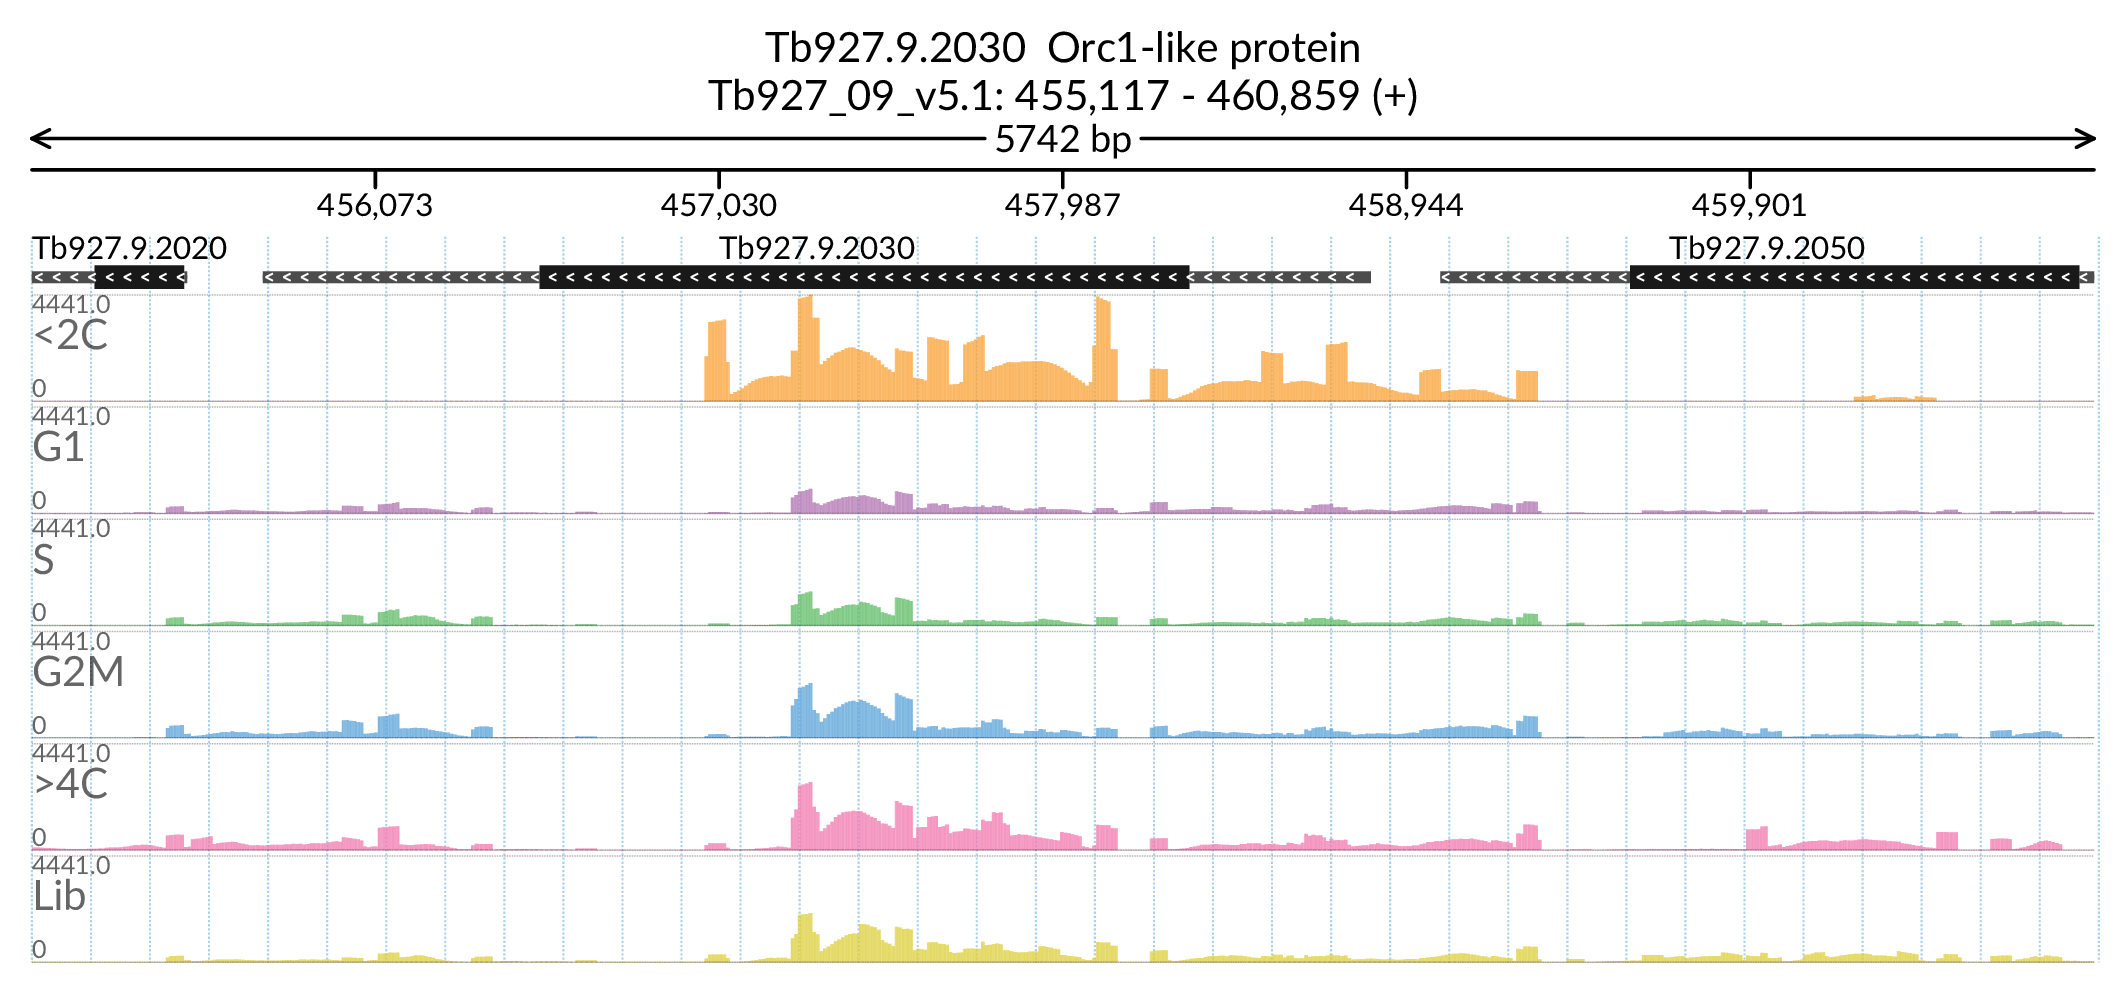 Tb927.9.2030 Orc1-like protein
Tb927_09_v5.1: 455,117 - 460,859 (+)
5742 bp
456,073 457,030 457,987 458,944 459,901
Tb927.9.2020 Tb927.9.2030 Tb927.9.2050
4441.0
<2C
0
4441.0
G1
0
4441.0
S
0
4441.0
G2M
0
4441.0
>4C
0
4441.0
Lib
0